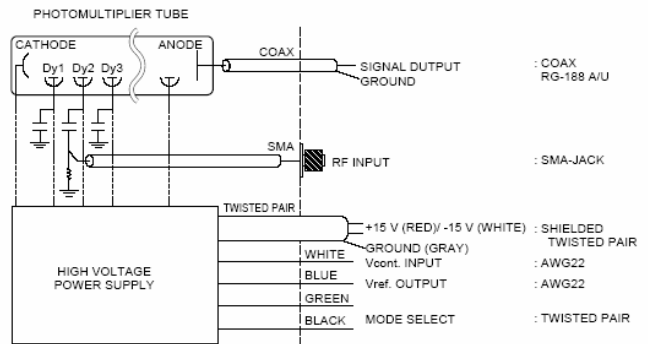 PHOTOMULTIPLIER TUBE
CATHODE
ANODE
Dy1 Dy2 Dy3
COAX
SIGNAL DUTPUT
GROUND
: COAX
RG-188 A/U
SMA
RF INPUT
: SMA-JACK
TWISTED PAIR
+15 V (RED)/ -15 V (WHITE)
: SHIELDED
TWISTED PAIR
GROUND (GRAY)
WHITE
Vcont. INPUT
: AWG22
HIGH VOLTAGE
POWER SUPPLY
BLUE
Vref. OUTPUT
: AWG22
GREEN
BLACK
MODE SELECT
: TWISTED PAIR